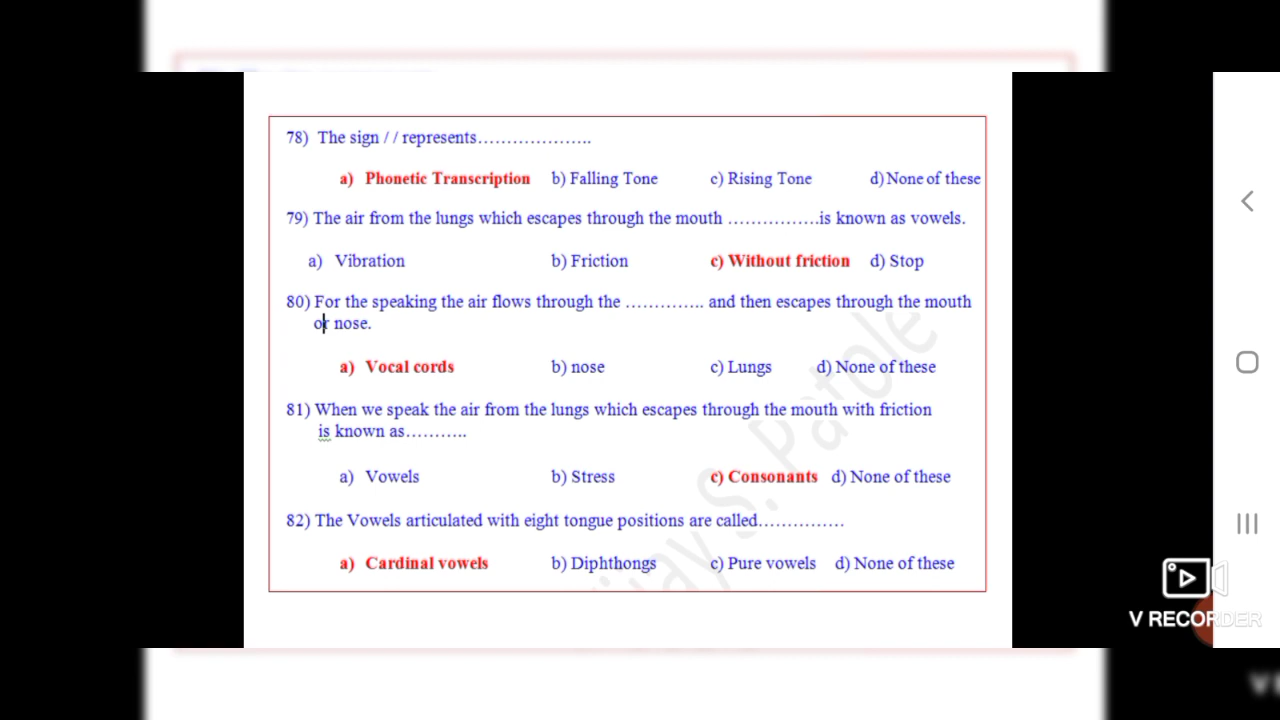 78) The sign / / represents………………..
a) Phonetic Transcription b) Falling Tone c) Rising Tone d) None of these
79) The air from the lungs which escapes through the mouth …………….is known as vowels.
a) Vibration b) Friction c) Without friction d) Stop
80) For the speaking the air flows through the ………….. and then escapes through the mouth
or nose.
a) Vocal cords b) nose c) Lungs d) None of these
81) When we speak the air from the lungs which escapes through the mouth with friction
is known as………..
a) Vowels b) Stress c) Consonants d) None of these
82) The Vowels articulated with eight tongue positions are called……………
a) Cardinal vowels b) Diphthongs c) Pure vowels d) None of these
S. Patole
V RECORDER